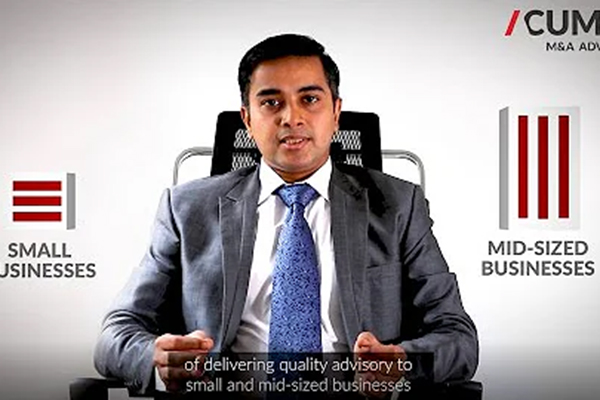 /CUM
M&A ADV
SMALL
USINESSES
MID-SIZED
BUSINESSES
of delivering quality advisory to
small and mid-sized businesses